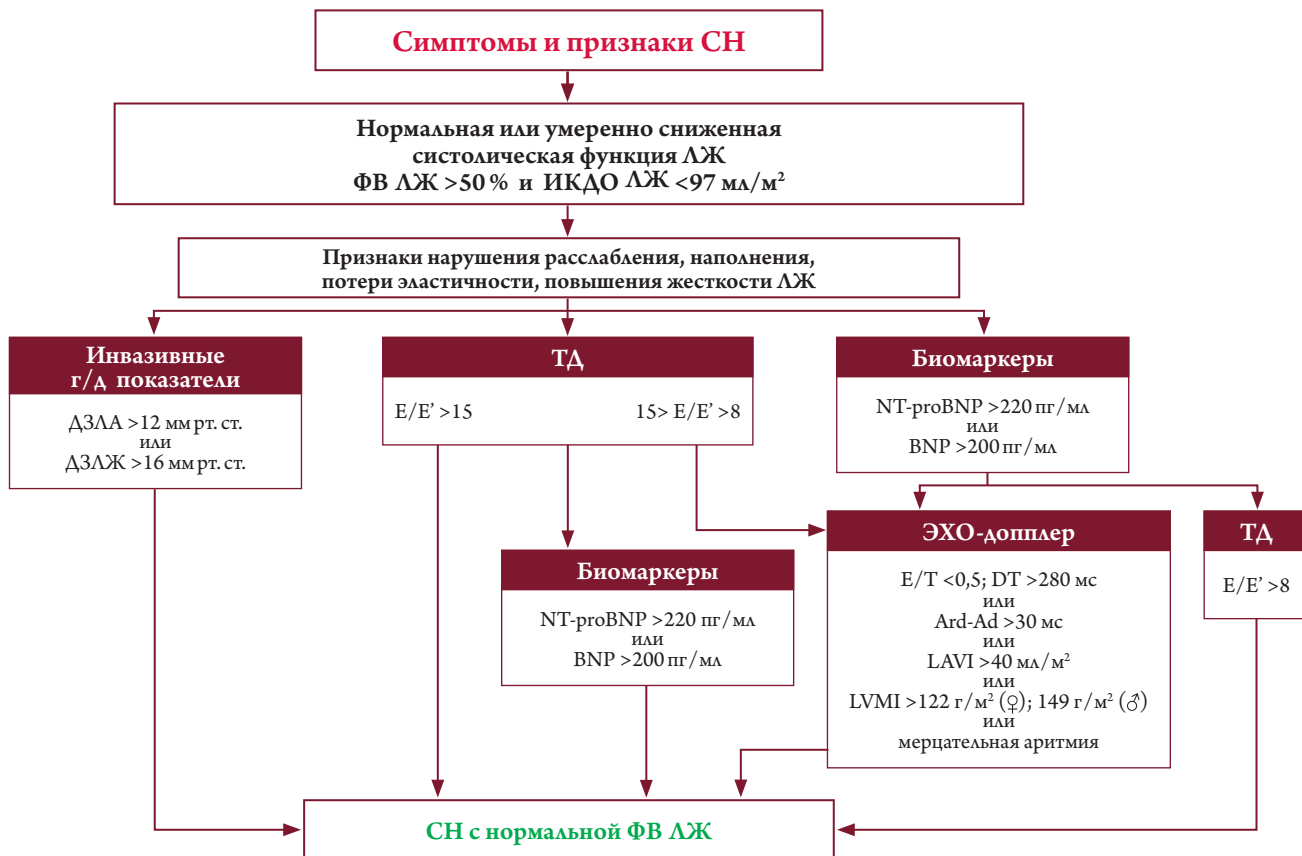 Симптомы и признаки СН
Нормальная или умеренно сниженная
систолическая функция ЛЖ
ФВ ЛЖ >50 % и ИКДО ЛЖ <97 мл/м²
Признаки нарушения расслабления, наполнения,
потери эластичности, повышения жесткости ЛЖ
Инвазивные
г/д показатели
ДЗЛА >12 мм рт. ст.
или
ДЗЛЖ >16 мм рт. ст.
ТД
E/E’ >15
15> E/E’ >8
Биомаркеры
NT-proBNP >220 пг/мл
или
BNP >200 пг/мл
Биомаркеры
NT-proBNP >220 пг/мл
или
BNP >200 пг/мл
ЭХО-допплер
E/T <0,5; DT >280 мс
или
Ard-Ad >30 мс
или
LAVI >40 мл/м²
или
LVMI >122 г/м² (♀); 149 г/м² (♂)
или
мерцательная аритмия
ТД
E/E’ >8
СН с нормальной ФВ ЛЖ